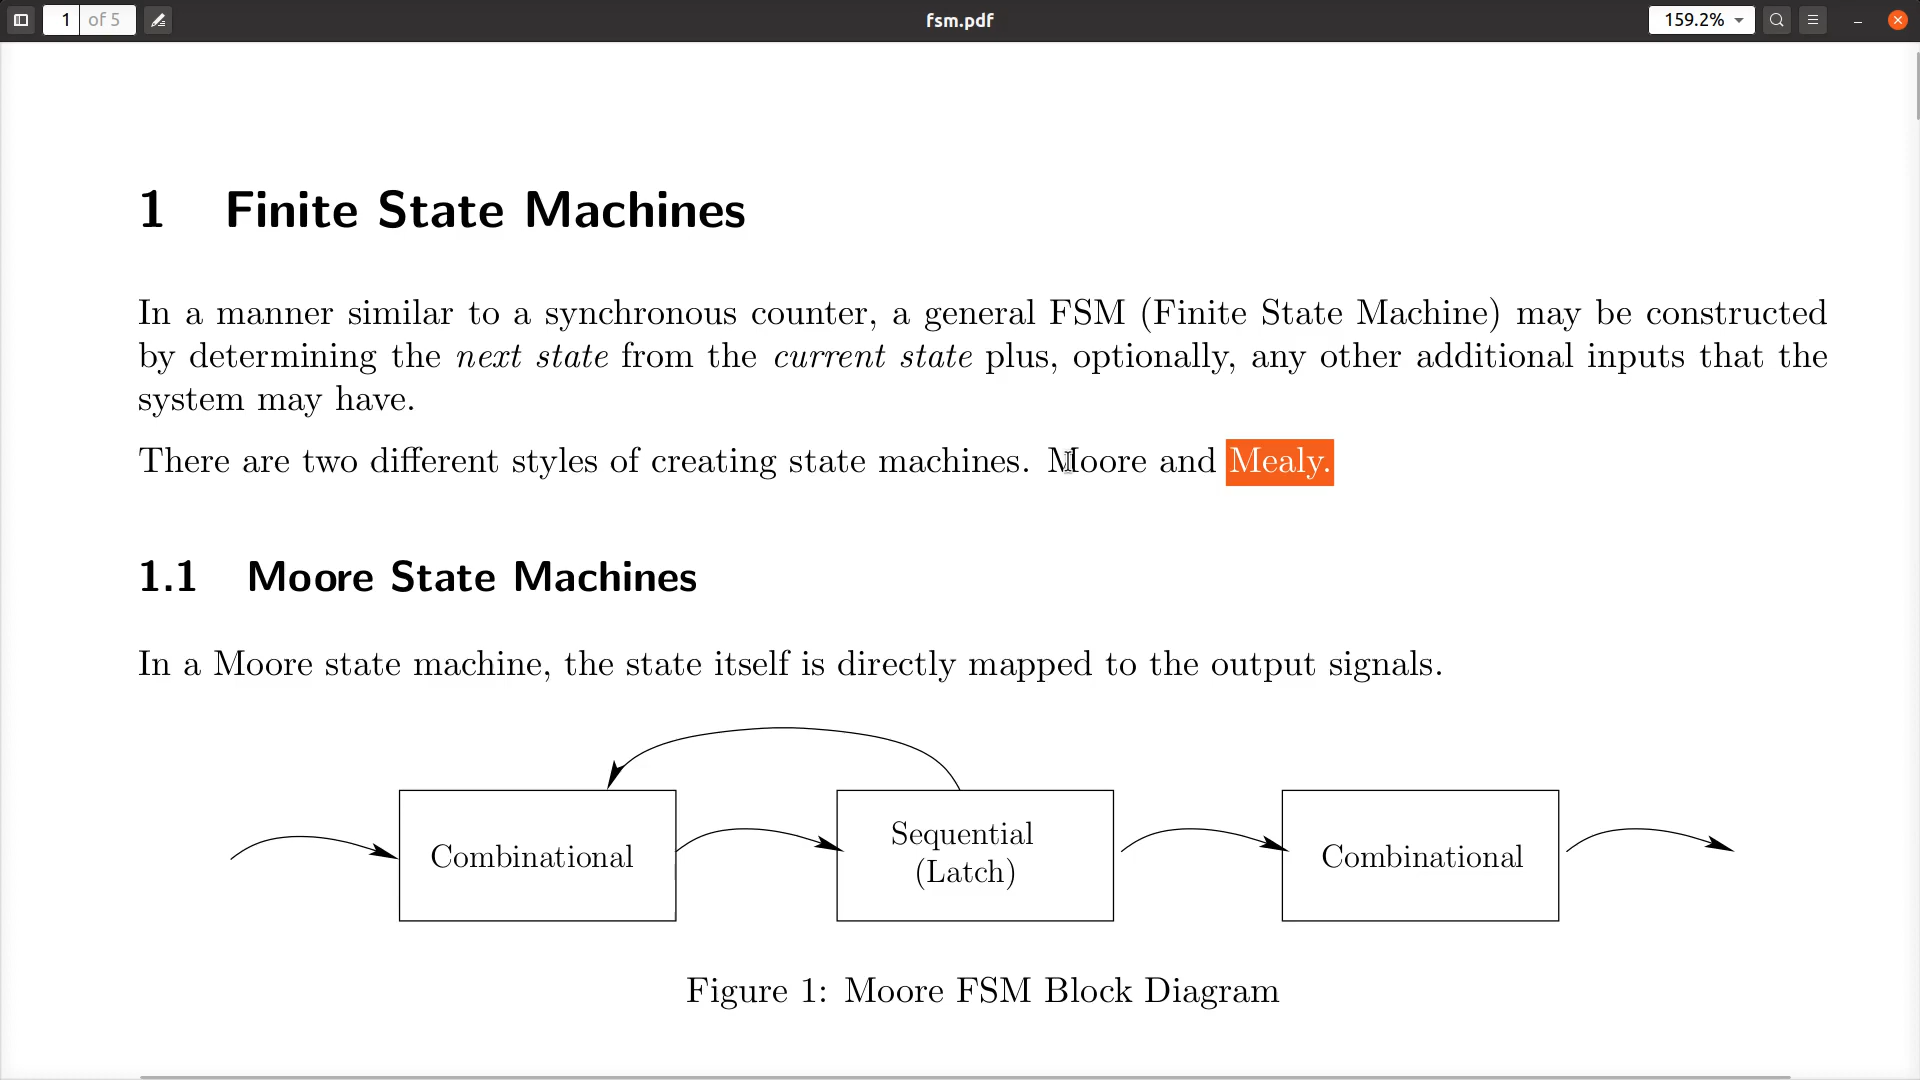 1 of 5
fsm.pdf
159.2%
1 Finite State Machines
In a manner similar to a synchronous counter, a general FSM (Finite State Machine) may be constructed
by determining the next state from the current state plus, optionally, any other additional inputs that the
system may have.
There are two different styles of creating state machines. Moore and Mealy.
1.1 Moore State Machines
In a Moore state machine, the state itself is directly mapped to the output signals.
Combinational
Sequential
(Latch)
Combinational
Figure 1: Moore FSM Block Diagram